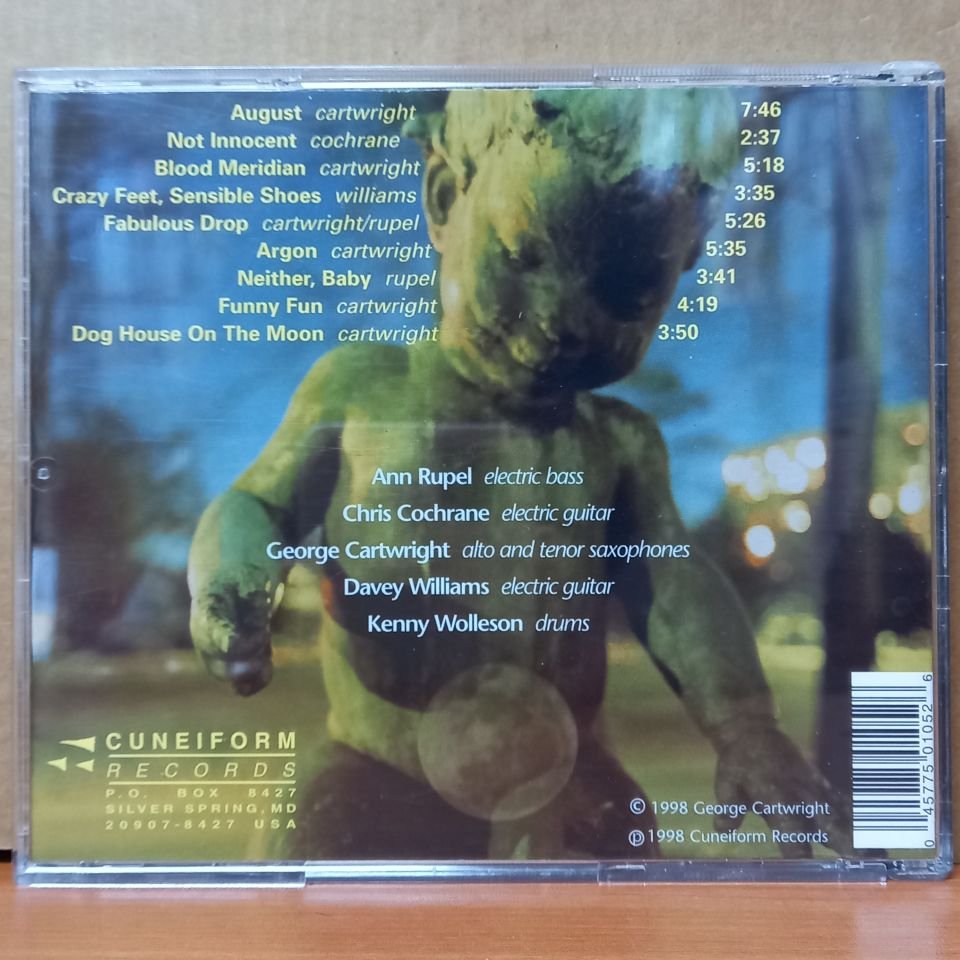 August cartwright 7:46
Not Innocent cochrane 2:37
Blood Meridian cartwright 5:18
Crazy Feet, Sensible Shoes williams 3:35
Fabulous Drop cartwright/rupel 5:26
Argon cartwright 5:35
Neither, Baby rupel 3:41
Funny Fun cartwright 4:19
Dog House On The Moon cartwright 3:50
Ann Rupel electric bass
Chris Cochrane electric guitar
George Cartwright alto and tenor saxophones
Davey Williams electric guitar
Kenny Wolleson drums
CUNEIFORM
RECORDS
P.O. BOX 8427
SILVER SPRING, MD
20907-8427 USA
© 1998 George Cartwright
℗ 1998 Cuneiform Records
0 45775 01052 6